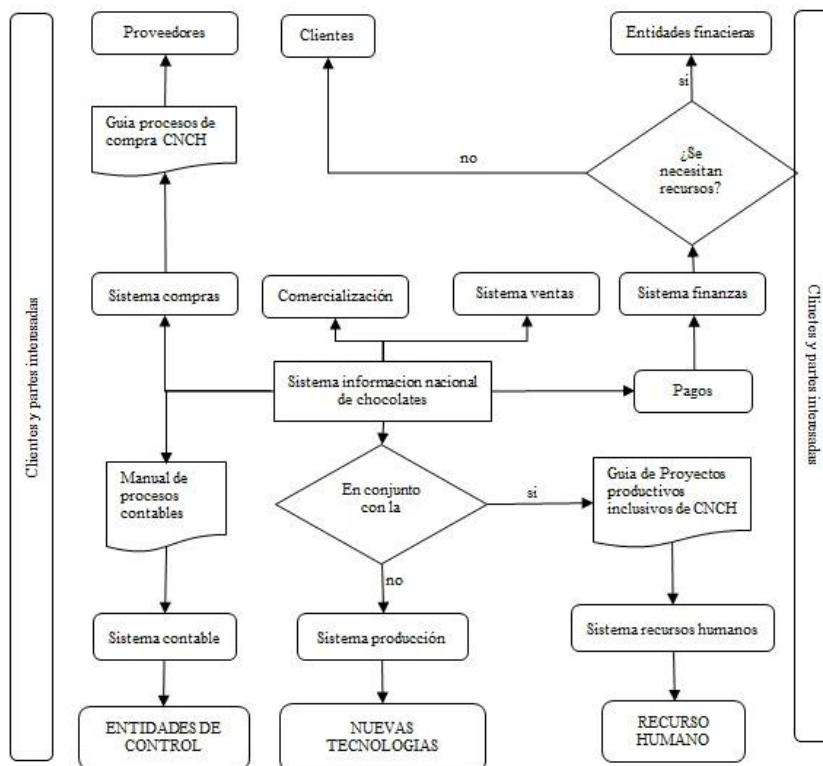 Clientes y partes interesadas
Proveedores
Clientes
Entidades finacieras
si
Guia procesos de
compra CNCH
no
¿Se
necesitan
recursos?
Sistema compras
Comercialización
Sistema ventas
Sistema finanzas
Sistema informacion nacional
de chocolates
Pagos
Manual de
procesos
contables
En conjunto
con la
si
Guia de Proyectos
productivos
inclusivos de CNCH
no
Sistema contable
Sistema producción
Sistema recursos humanos
ENTIDADES DE
CONTROL
NUEVAS
TECNOLOGIAS
RECURSO
HUMANO
Clinetes y partes interesadas